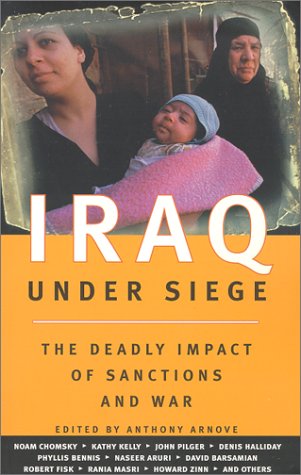 IRAQ
UNDER SIEGE
THE DEADLY IMPACT
OF SANCTIONS
AND WAR
EDITED BY ANTHONY ARNOVE
NOAM CHOMSKY • KATHY KELLY • JOHN PILGER • DENIS HALLIDAY
PHYLLIS BENNIS • NASEER ARURI • DAVID BARSAMIAN
ROBERT FISK • RANIA MASRI • HOWARD ZINN • AND OTHERS